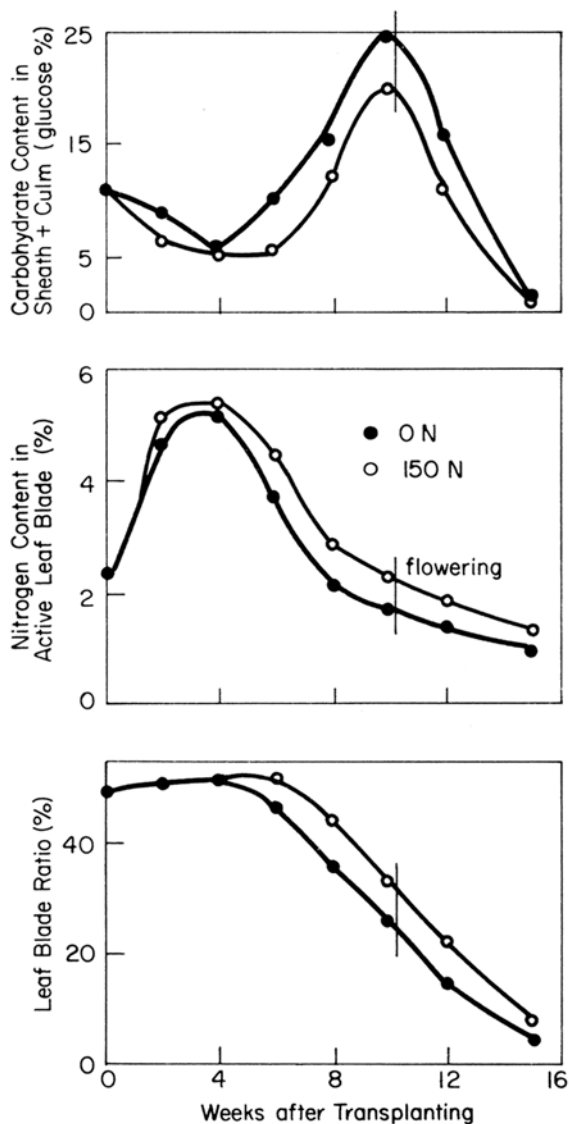 Carbohydrate Content in
Sheath + Culm (glucose %)
25
15
5
0
Nitrogen Content in
Active Leaf Blade (%)
6
4
2
0
● 0 N
○ 150 N
flowering
Leaf Blade Ratio (%)
40
20
0
0 4 8 12 16
Weeks after Transplanting